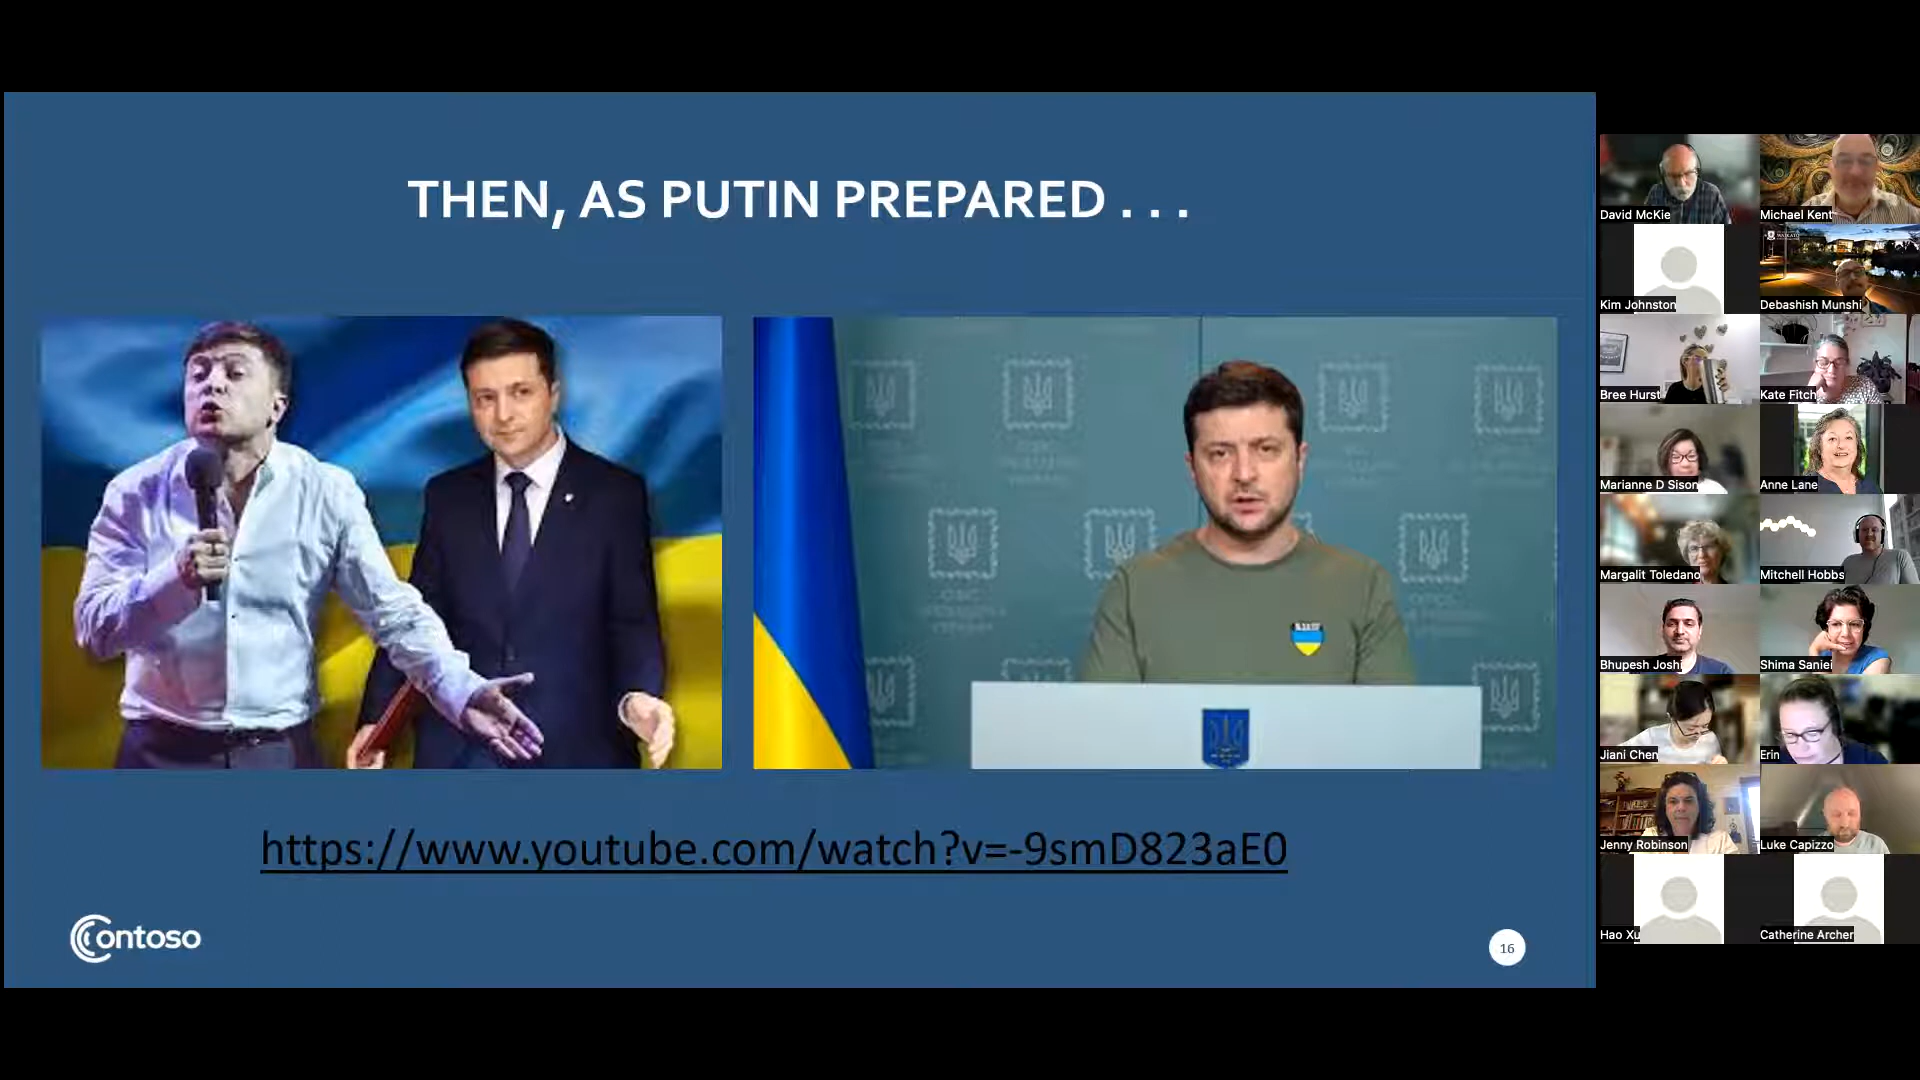 THEN, AS PUTIN PREPARED . . .
https://www.youtube.com/watch?v=-9smD823aE0
Contoso
16
David McKie
Michael Kent
Kim Johnston
Debashish Munshi
Bree Hurst
Kate Fitch
Marianne D Sison
Anne Lane
Margalit Toledano
Mitchell Hobbs
Bhupesh Joshi
Shima Saniei
Jiani Chen
Erin
Jenny Robinson
Luke Capizzo
Hao Xu
Catherine Archer